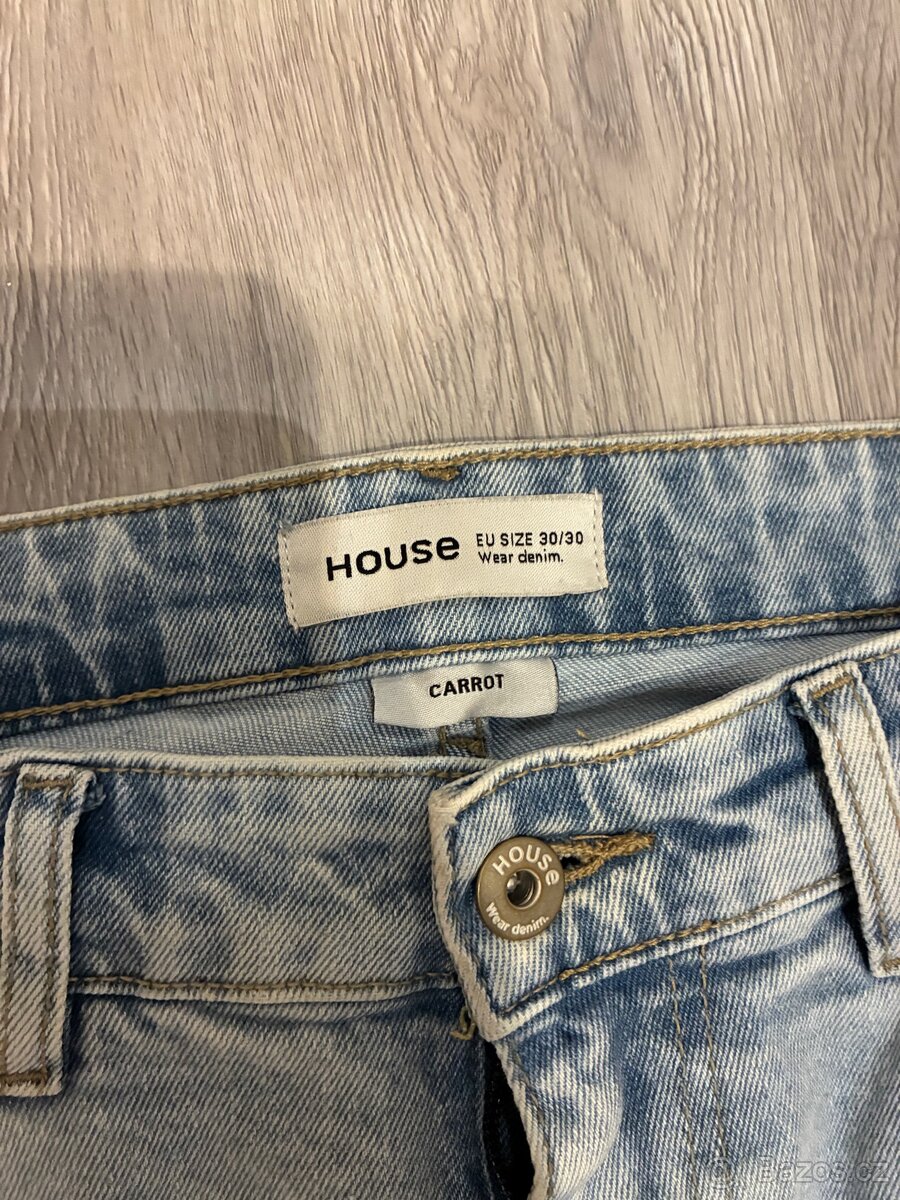 House
EU SIZE 30/30
Wear denim.
CARROT
HOUSe
Wear denim.
Bazos.cz